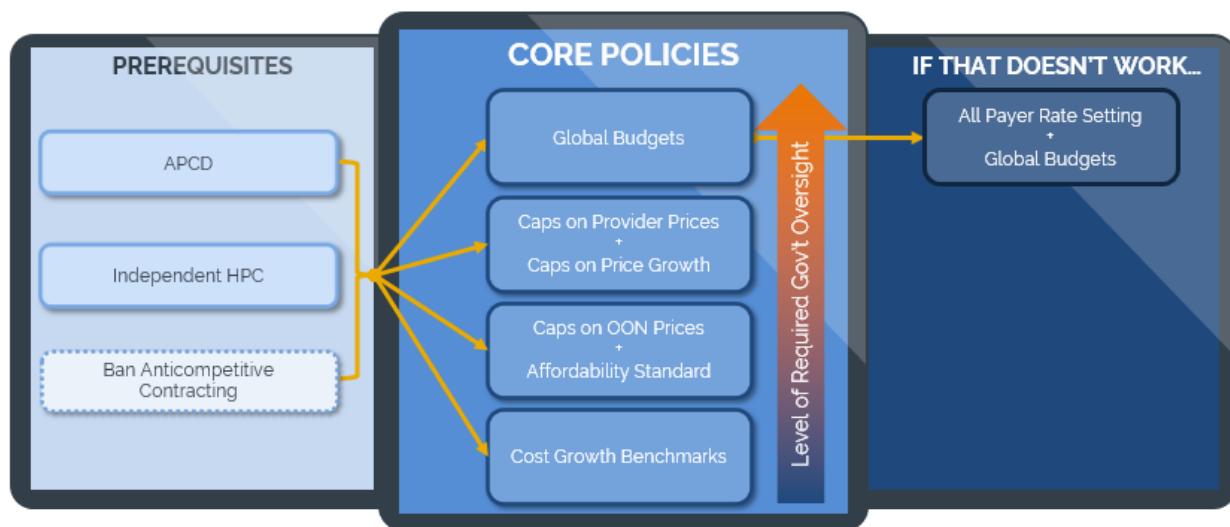 PREREQUISITES
APCD
Independent HPC
Ban Anticompetitive
Contracting
CORE POLICIES
Global Budgets
Caps on Provider Prices
+
Caps on Price Growth
Caps on OON Prices
+
Affordability Standard
Cost Growth Benchmarks
Level of Required Gov't Oversight
IF THAT DOESN'T WORK...
All Payer Rate Setting
+
Global Budgets